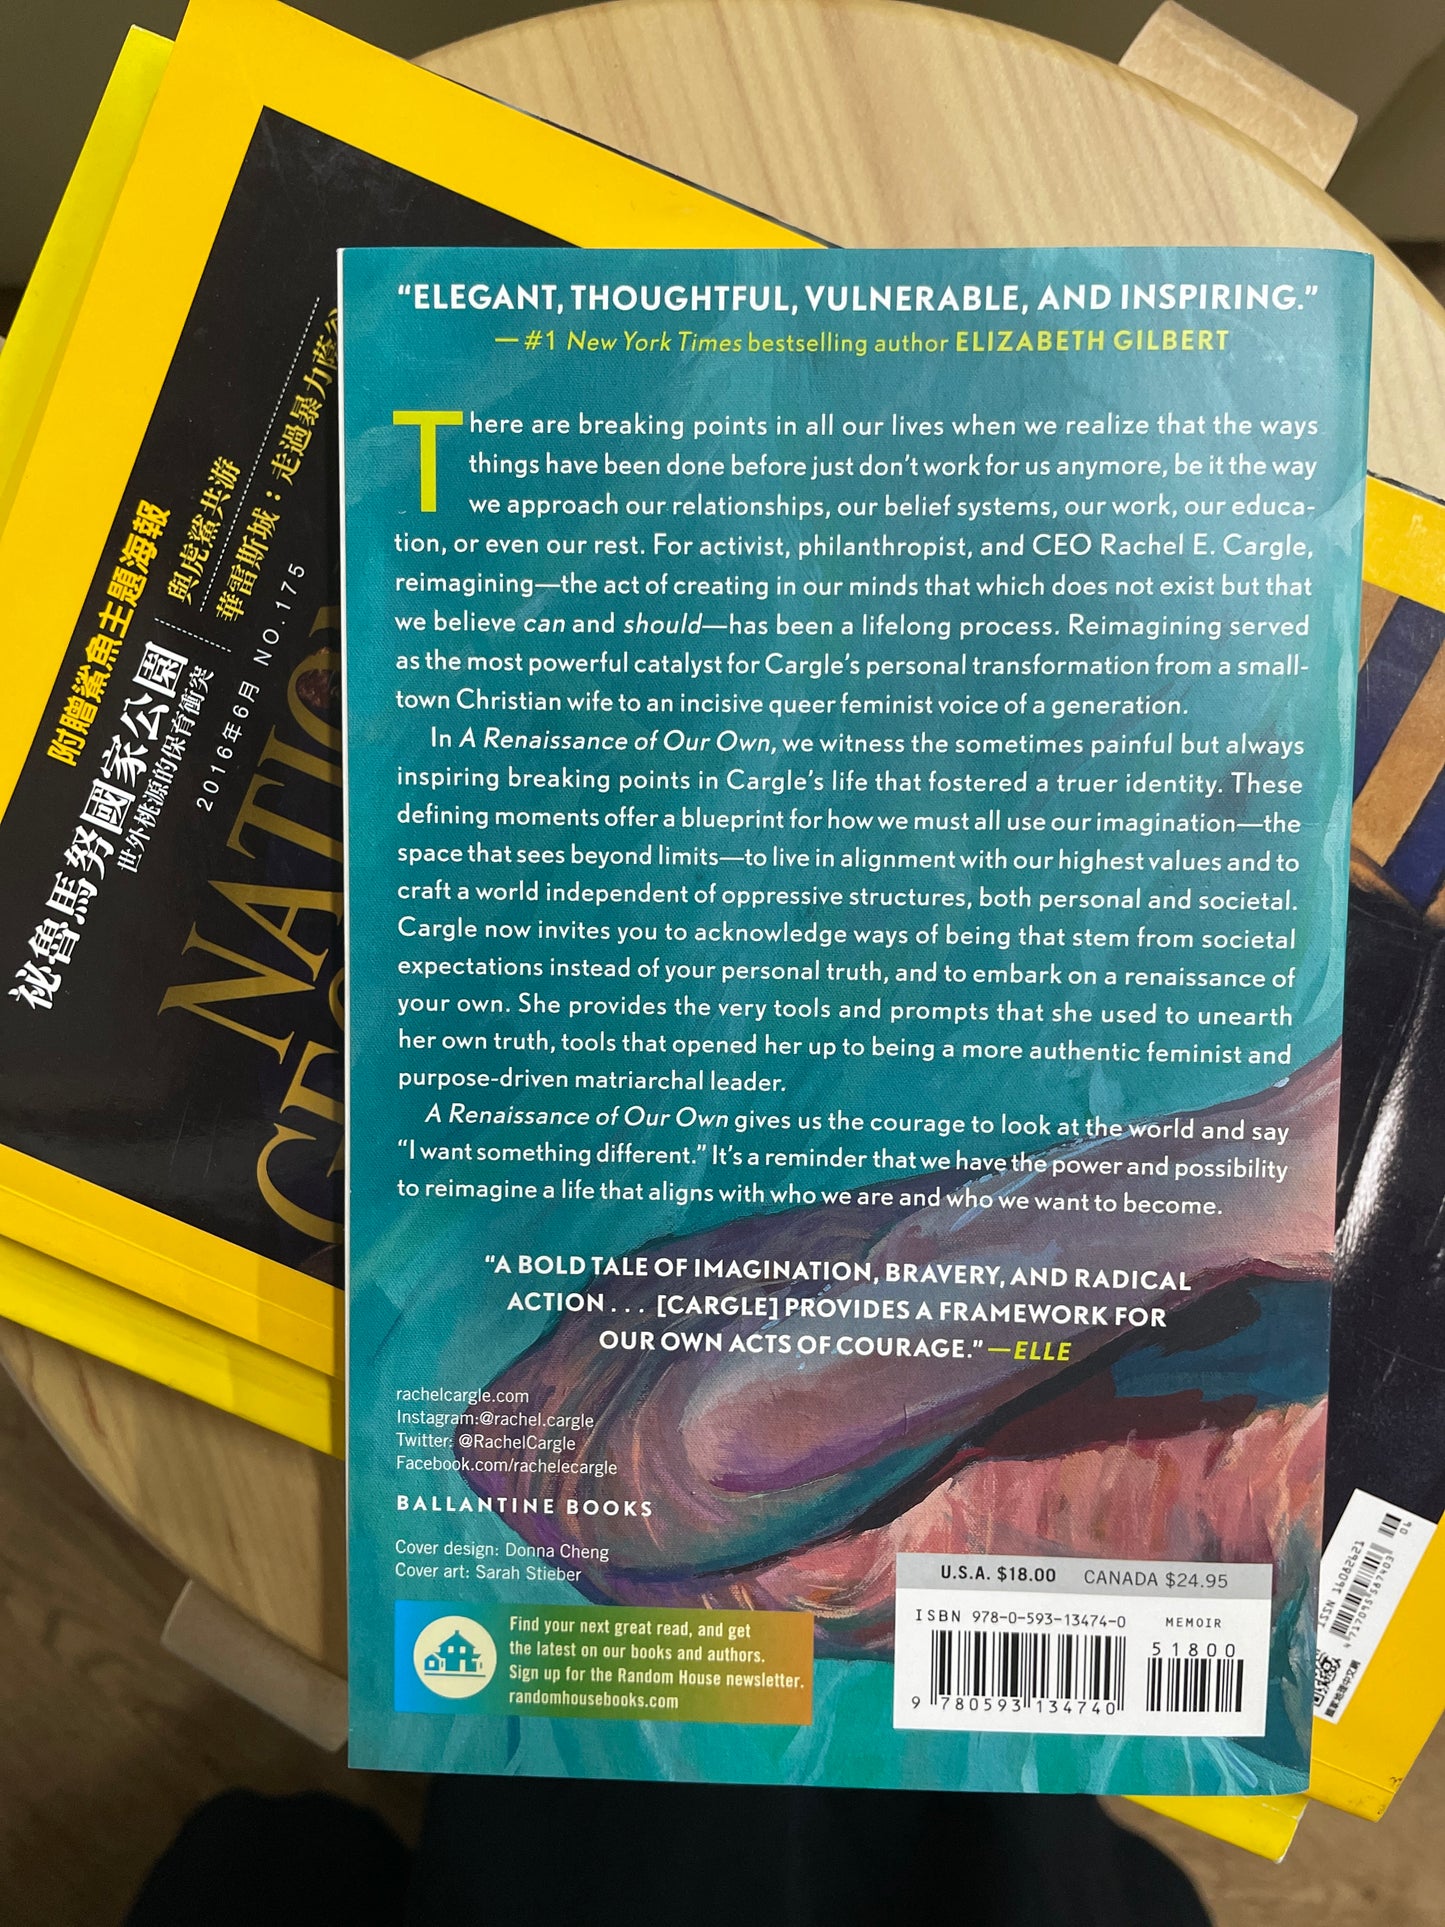 “ELEGANT, THOUGHTFUL, VULNERABLE, AND INSPIRING.”
—#1 New York Times bestselling author ELIZABETH GILBERT
There are breaking points in all our lives when we realize that the ways
things have been done before just don’t work for us anymore, be it the way
we approach our relationships, our belief systems, our work, our educa-
tion, or even our rest. For activist, philanthropist, and CEO Rachel E. Cargle,
reimagining—the act of creating in our minds that which does not exist but that
we believe can and should—has been a lifelong process. Reimagining served
as the most powerful catalyst for Cargle’s personal transformation from a small-
town Christian wife to an incisive queer feminist voice of a generation.
In A Renaissance of Our Own, we witness the sometimes painful but always
inspiring breaking points in Cargle’s life that fostered a truer identity. These
defining moments offer a blueprint for how we must all use our imagination—the
space that sees beyond limits—to live in alignment with our highest values and to
craft a world independent of oppressive structures, both personal and societal.
Cargle now invites you to acknowledge ways of being that stem from societal
expectations instead of your personal truth, and to embark on a renaissance of
your own. She provides the very tools and prompts that she used to unearth
her own truth, tools that opened her up to being a more authentic feminist and
purpose-driven matriarchal leader.
A Renaissance of Our Own gives us the courage to look at the world and say
“I want something different.” It’s a reminder that we have the power and possibility
to reimagine a life that aligns with who we are and who we want to become.
“A BOLD TALE OF IMAGINATION, BRAVERY, AND RADICAL
ACTION . . . [CARGLE] PROVIDES A FRAMEWORK FOR
OUR OWN ACTS OF COURAGE.” —ELLE
rachelcargle.com
Instagram:@rachel.cargle
Twitter: @RachelCargle
Facebook.com/rachelecargle
BALLANTINE BOOKS
Cover design: Donna Cheng
Cover art: Sarah Stieber
Find your next great read, and get
the latest on our books and authors.
Sign up for the Random House newsletter.
randomhousebooks.com
U.S.A. $18.00 CANADA $24.95
ISBN 978-0-593-13474-0 MEMOIR
51800
9 780593 134740
附贈鯊魚主題海報
與虎鯊共游
華雷斯城：走過暴力陰
祕魯馬努國家公園
世外桃源的保育衝突
2016年6月 NO.175
NATIO
GE
ISSN 16082621
4717095587403
06
國家地理中文網